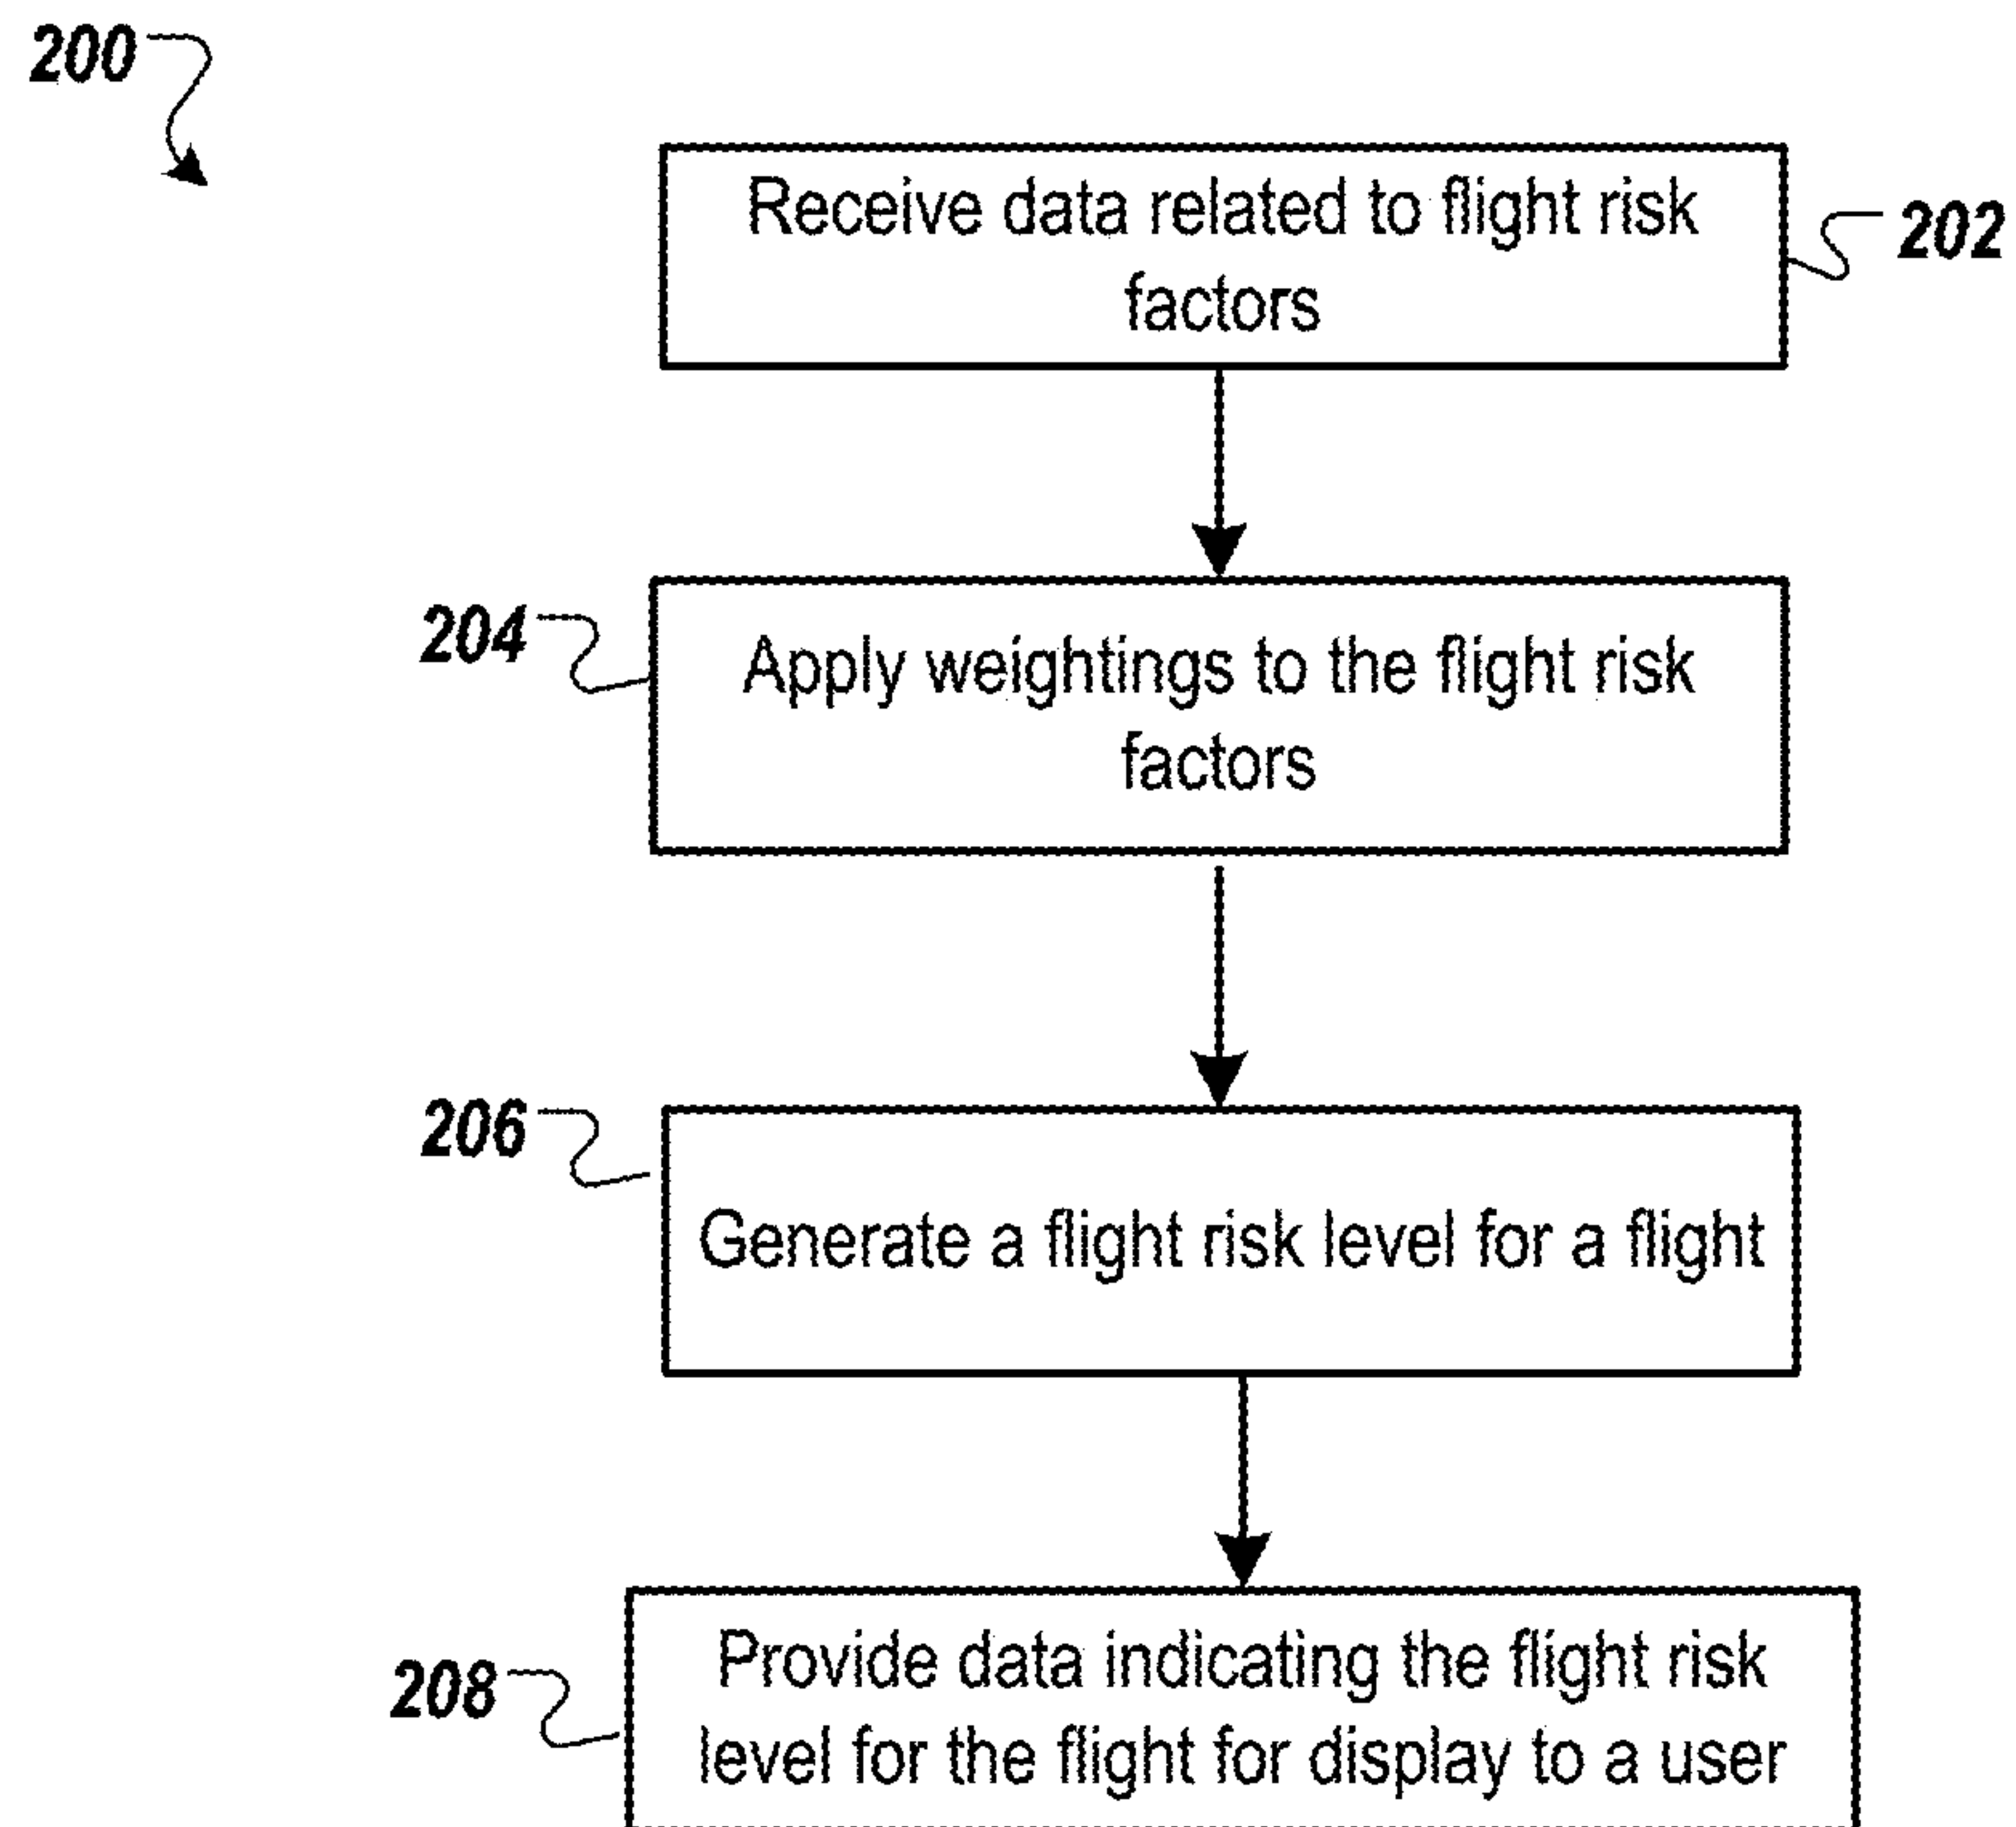 200
Receive data related to flight risk
factors
202
204
Apply weightings to the flight risk
factors
206
Generate a flight risk level for a flight
208
Provide data indicating the flight risk
level for the flight for display to a user